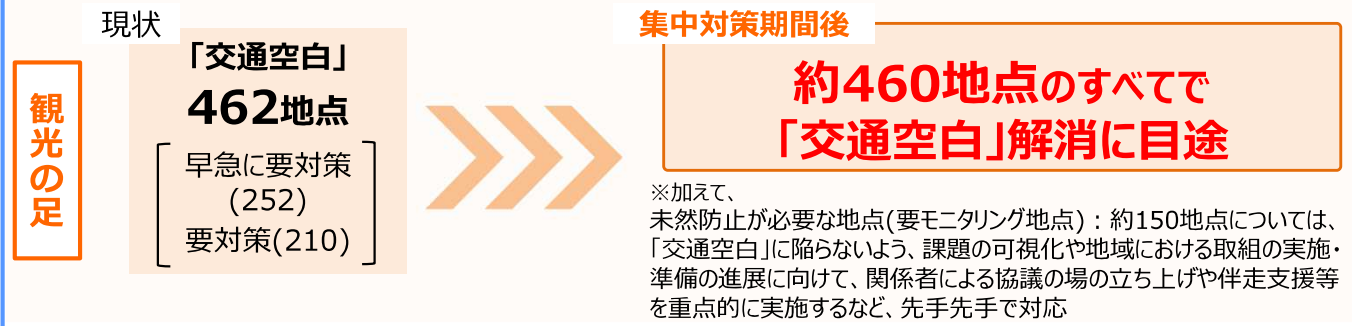 現状
観光の足
「交通空白」
462地点
早急に要対策
(252)
要対策(210)
集中対策期間後
約460地点のすべてで
「交通空白」解消に目途
※加えて、
未然防止が必要な地点(要モニタリング地点)：約150地点については、
「交通空白」に陥らないよう、課題の可視化や地域における取組の実施・
準備の進展に向けて、関係者による協議の場の立ち上げや伴走支援等
を重点的に実施するなど、先手先手で対応